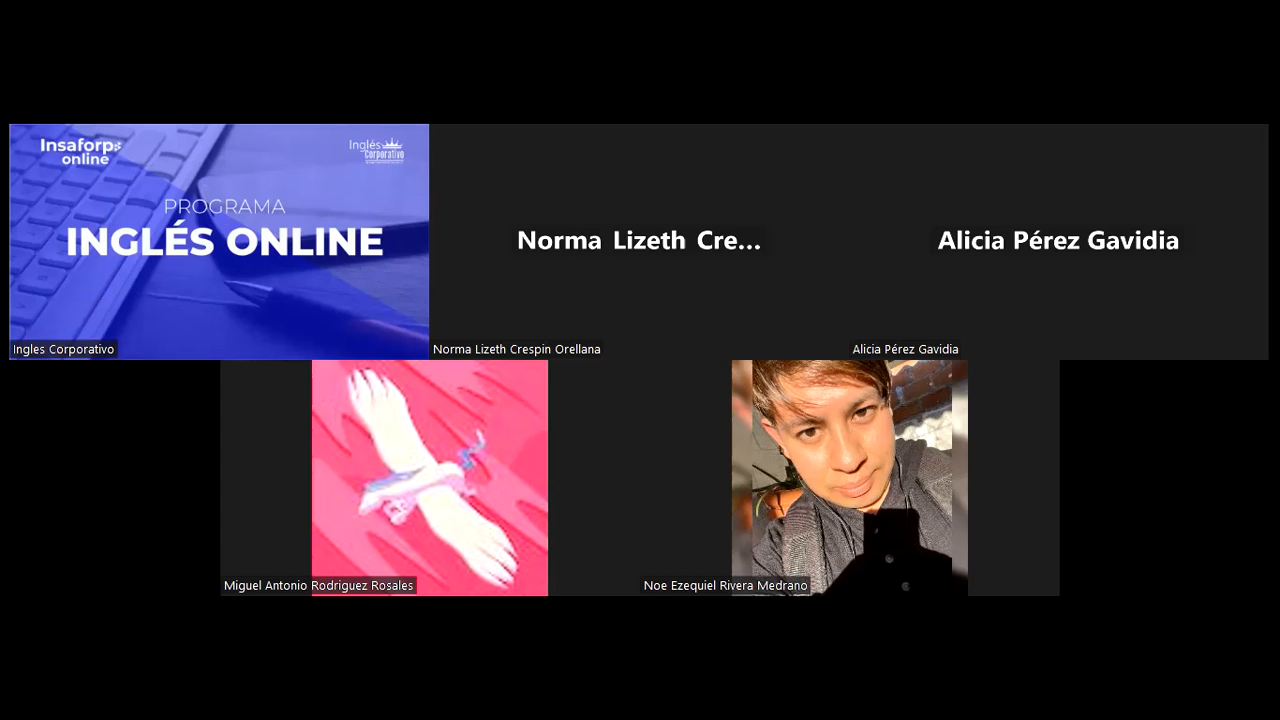 Insaforp
online
Inglés
Corporativo
PROGRAMA
INGLÉS ONLINE
Ingles Corporativo
Norma Lizeth Cre...
Norma Lizeth Crespin Orellana
Alicia Pérez Gavidia
Alicia Pérez Gavidia
Miguel Antonio Rodriguez Rosales
Noe Ezequiel Rivera Medrano